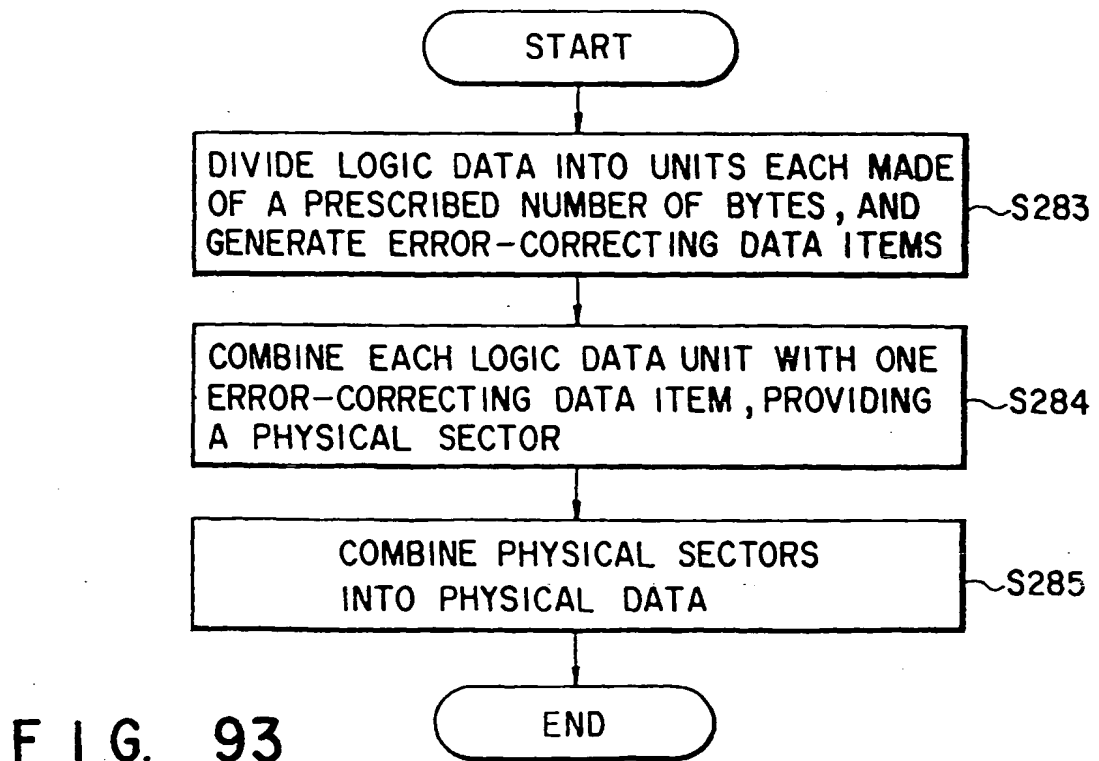 START
DIVIDE LOGIC DATA INTO UNITS EACH MADE
OF A PRESCRIBED NUMBER OF BYTES, AND
GENERATE ERROR-CORRECTING DATA ITEMS
S283
COMBINE EACH LOGIC DATA UNIT WITH ONE
ERROR-CORRECTING DATA ITEM, PROVIDING
A PHYSICAL SECTOR
S284
COMBINE PHYSICAL SECTORS
INTO PHYSICAL DATA
S285
END
FIG. 93